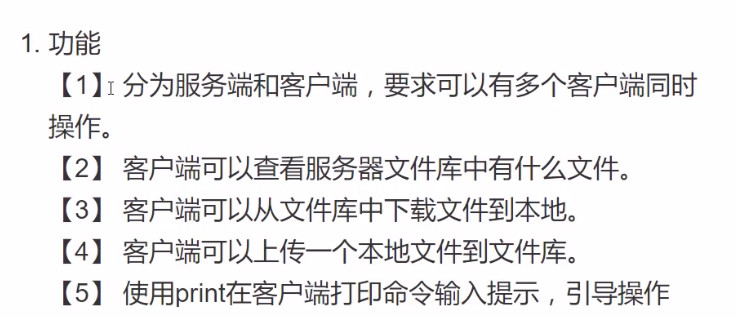 1. 功能
【1】 分为服务端和客户端，要求可以有多个客户端同时
操作。
【2】 客户端可以查看服务器文件库中有什么文件。
【3】 客户端可以从文件库中下载文件到本地。
【4】 客户端可以上传一个本地文件到文件库。
【5】 使用print在客户端打印命令输入提示，引导操作